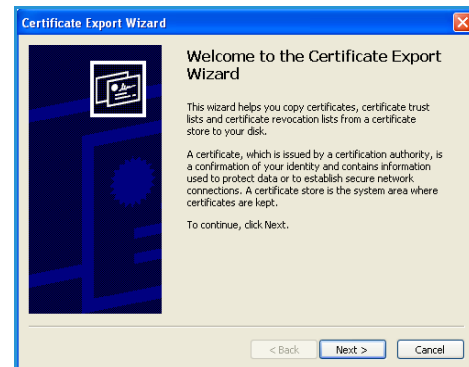 Certificate Export Wizard
Welcome to the Certificate Export
Wizard
This wizard helps you copy certificates, certificate trust
lists and certificate revocation lists from a certificate
store to your disk.
A certificate, which is issued by a certification authority, is
a confirmation of your identity and contains information
used to protect data or to establish secure network
connections. A certificate store is the system area where
certificates are kept.
To continue, click Next.
< Back Next > Cancel